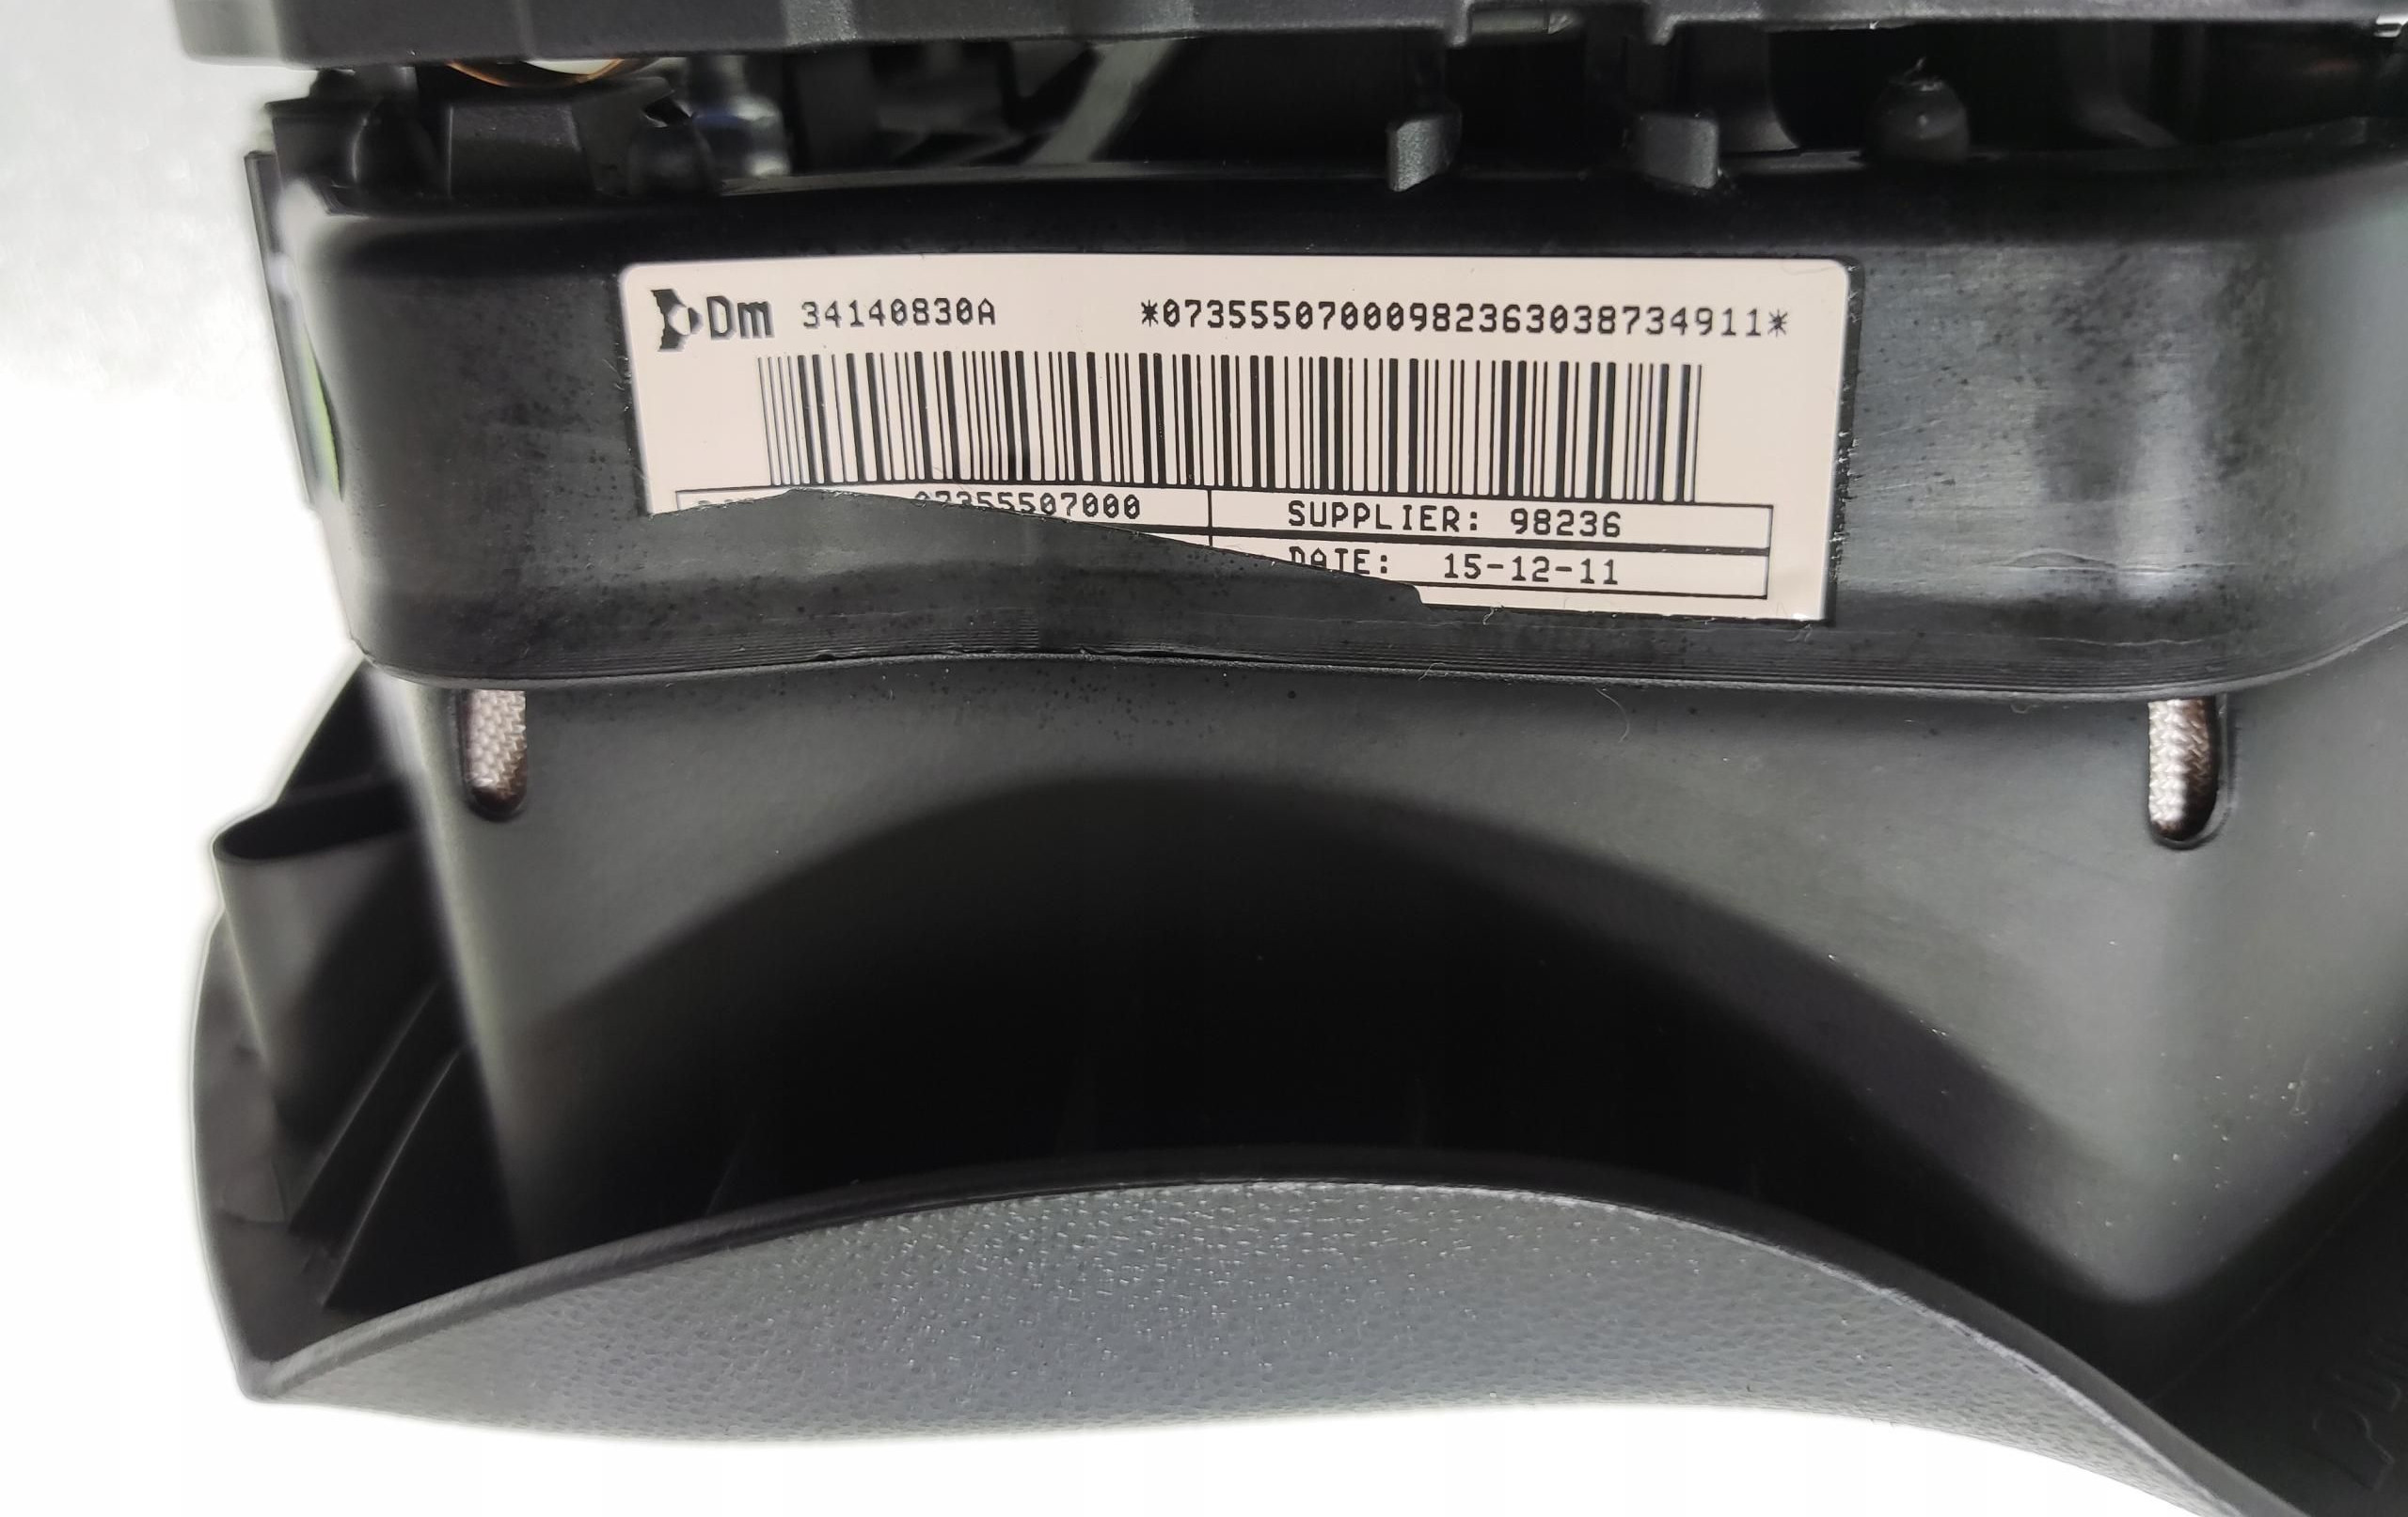 Dm 34140830A *07355507000982363038734911*
07355507000 SUPPLIER: 98236
DATE: 15-12-11